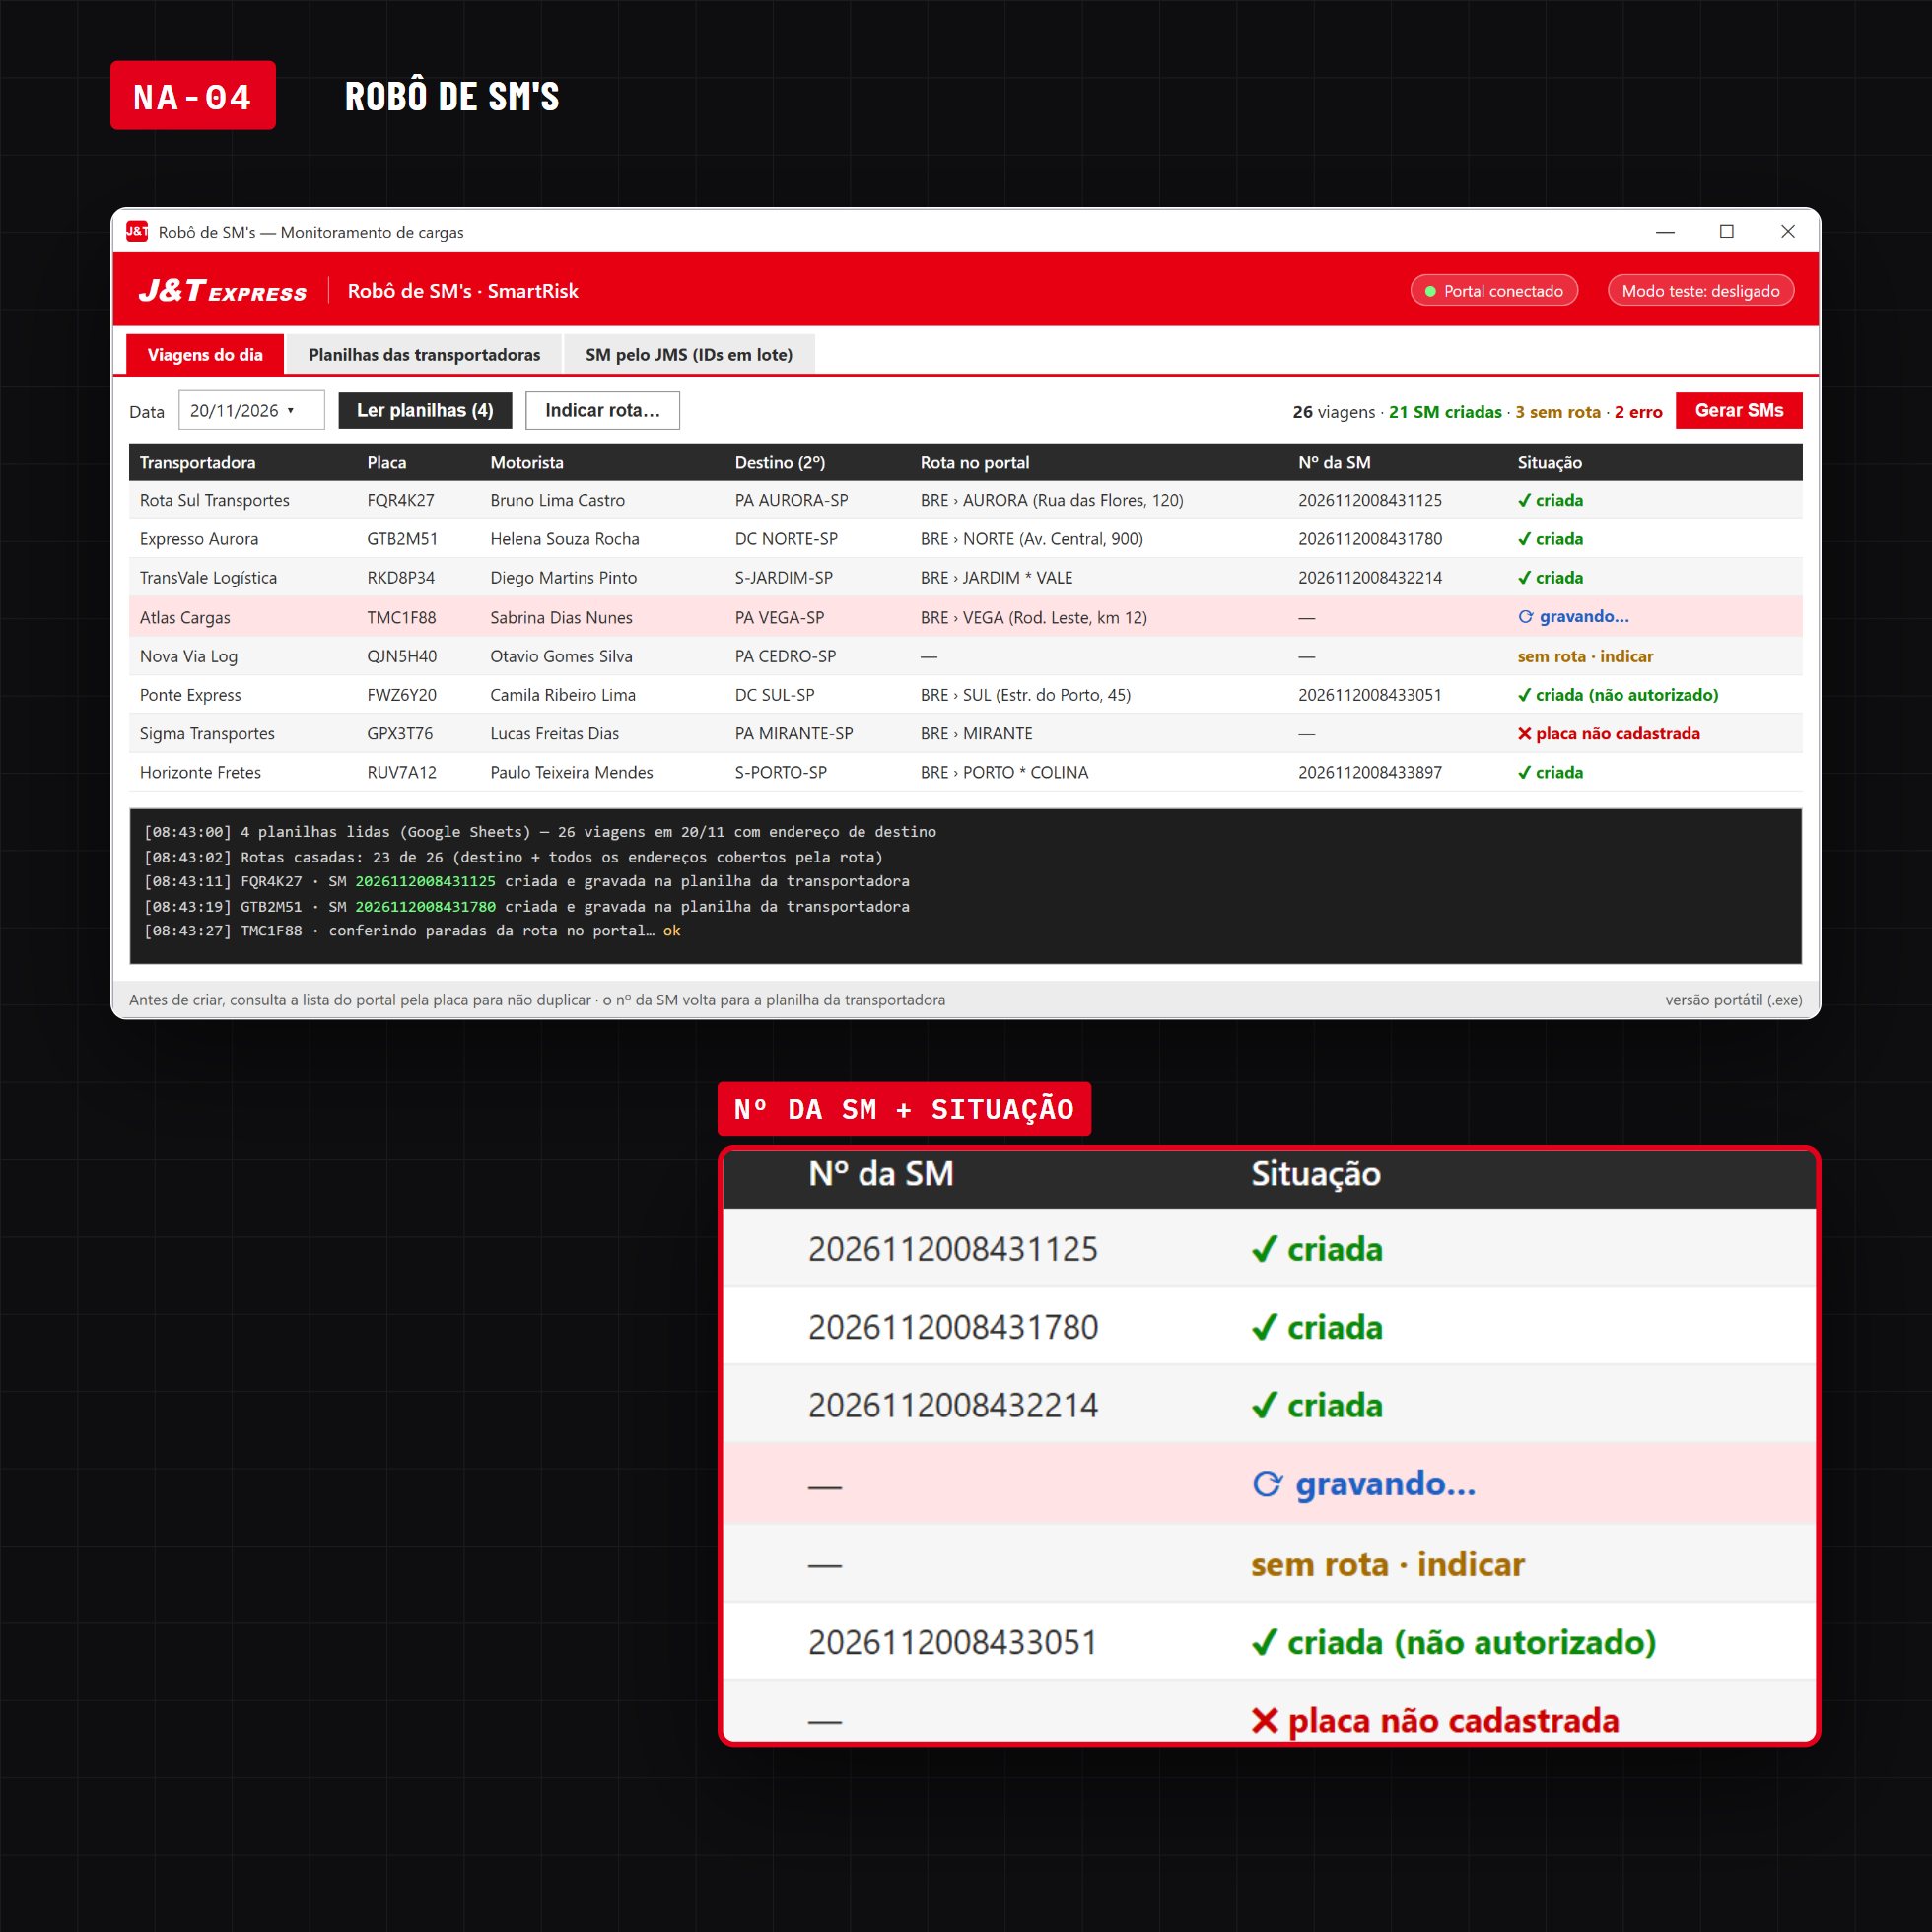 NA-04 ROBÔ DE SM'S
J&T Robô de SM's — Monitoramento de cargas
J&T EXPRESS Robô de SM's · SmartRisk Portal conectado Modo teste: desligado
Viagens do dia Planilhas das transportadoras SM pelo JMS (IDs em lote)
Data 20/11/2026 Ler planilhas (4) Indicar rota... 26 viagens · 21 SM criadas · 3 sem rota · 2 erro Gerar SMs
Transportadora Placa Motorista Destino (2º) Rota no portal Nº da SM Situação
Rota Sul Transportes FQR4K27 Bruno Lima Castro PA AURORA-SP BRE › AURORA (Rua das Flores, 120) 2026112008431125 ✓ criada
Expresso Aurora GTB2M51 Helena Souza Rocha DC NORTE-SP BRE › NORTE (Av. Central, 900) 2026112008431780 ✓ criada
TransVale Logística RKD8P34 Diego Martins Pinto S-JARDIM-SP BRE › JARDIM * VALE 2026112008432214 ✓ criada
Atlas Cargas TMC1F88 Sabrina Dias Nunes PA VEGA-SP BRE › VEGA (Rod. Leste, km 12) — ⟳ gravando...
Nova Via Log QJN5H40 Otavio Gomes Silva PA CEDRO-SP — — sem rota · indicar
Ponte Express FWZ6Y20 Camila Ribeiro Lima DC SUL-SP BRE › SUL (Estr. do Porto, 45) 2026112008433051 ✓ criada (não autorizado)
Sigma Transportes GPX3T76 Lucas Freitas Dias PA MIRANTE-SP BRE › MIRANTE — ✗ placa não cadastrada
Horizonte Fretes RUV7A12 Paulo Teixeira Mendes S-PORTO-SP BRE › PORTO * COLINA 2026112008433897 ✓ criada
[08:43:00] 4 planilhas lidas (Google Sheets) — 26 viagens em 20/11 com endereço de destino
[08:43:02] Rotas casadas: 23 de 26 (destino + todos os endereços cobertos pela rota)
[08:43:11] FQR4K27 · SM 2026112008431125 criada e gravada na planilha da transportadora
[08:43:19] GTB2M51 · SM 2026112008431780 criada e gravada na planilha da transportadora
[08:43:27] TMC1F88 · conferindo paradas da rota no portal… ok
Antes de criar, consulta a lista do portal pela placa para não duplicar · o nº da SM volta para a planilha da transportadora versão portátil (.exe)
Nº DA SM + SITUAÇÃO
Nº da SM Situação
2026112008431125 ✓ criada
2026112008431780 ✓ criada
2026112008432214 ✓ criada
— ⟳ gravando...
— sem rota · indicar
2026112008433051 ✓ criada (não autorizado)
— ✗ placa não cadastrada